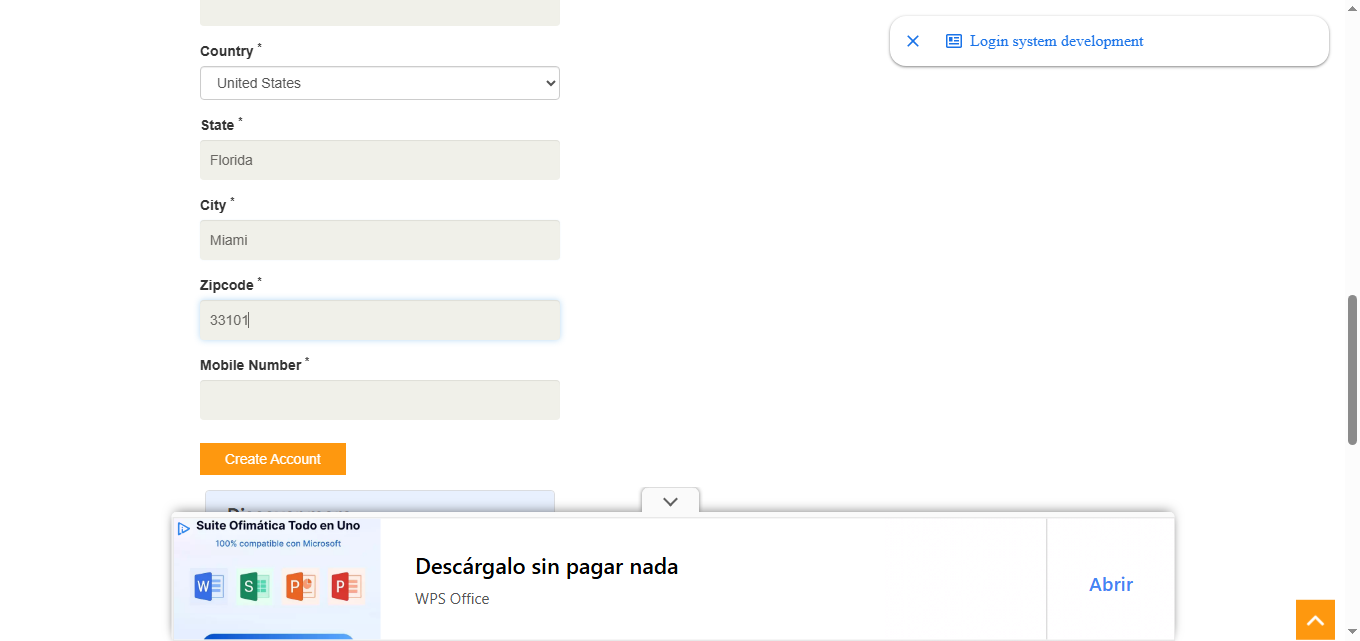 Country *
United States
State *
Florida
City *
Miami
Zipcode *
33101
Mobile Number *
Create Account
Login system development
Suite Ofimática Todo en Uno
100% compatible con Microsoft
W
S
P
P
Descárgalo sin pagar nada
WPS Office
Abrir